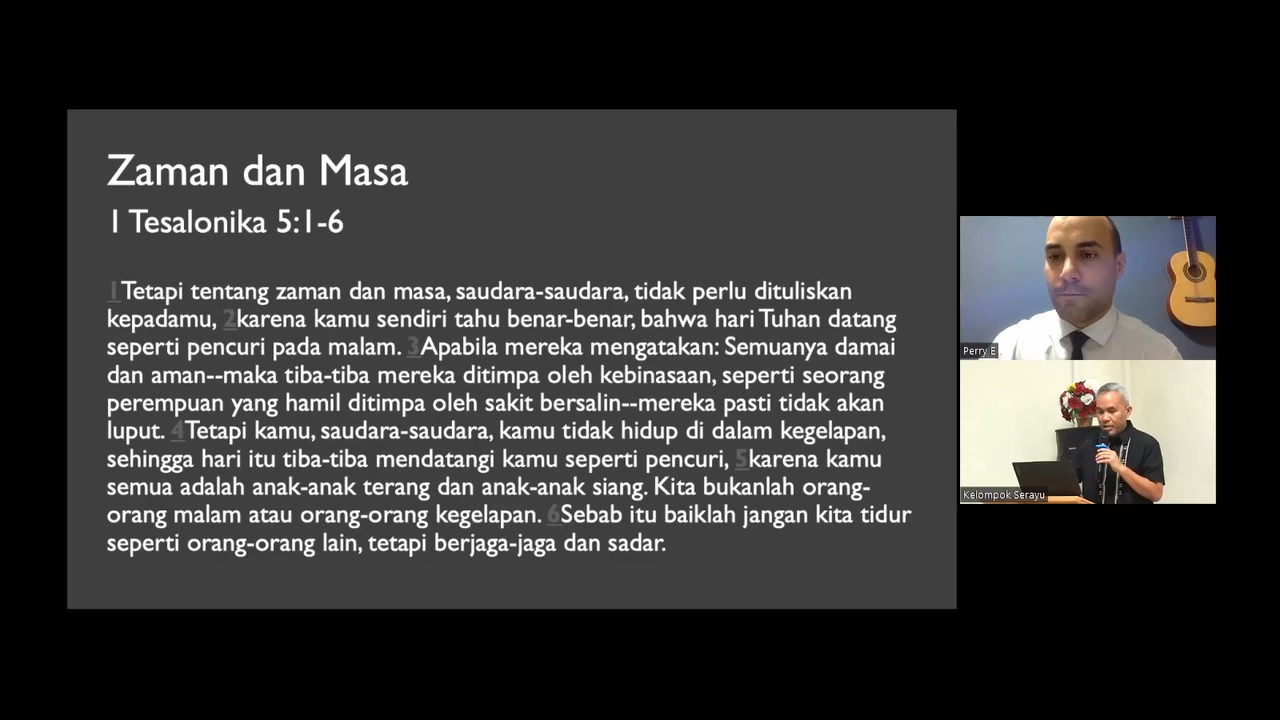 Zaman dan Masa
1 Tesalonika 5:1-6
1Tetapi tentang zaman dan masa, saudara-saudara, tidak perlu dituliskan
kepadamu, 2karena kamu sendiri tahu benar-benar, bahwa hari Tuhan datang
seperti pencuri pada malam. 3Apabila mereka mengatakan: Semuanya damai
dan aman--maka tiba-tiba mereka ditimpa oleh kebinasaan, seperti seorang
perempuan yang hamil ditimpa oleh sakit bersalin--mereka pasti tidak akan
luput. 4Tetapi kamu, saudara-saudara, kamu tidak hidup di dalam kegelapan,
sehingga hari itu tiba-tiba mendatangi kamu seperti pencuri, 5karena kamu
semua adalah anak-anak terang dan anak-anak siang. Kita bukanlah orang-
orang malam atau orang-orang kegelapan. 6Sebab itu baiklah jangan kita tidur
seperti orang-orang lain, tetapi berjaga-jaga dan sadar.
Perry E
Kelompok Serayu